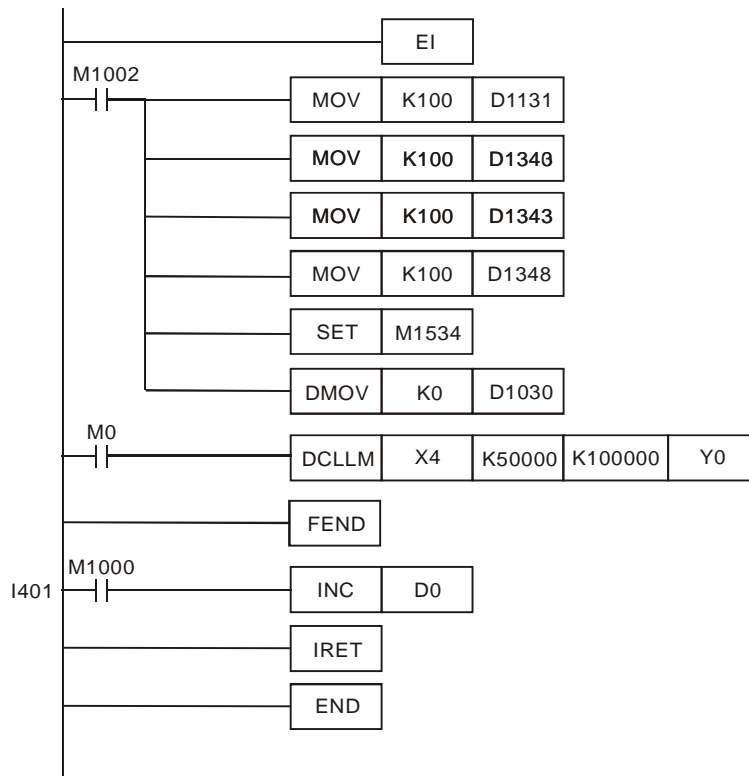 EI
M1002
MOV K100 D1131
MOV K100 D1340
MOV K100 D1343
MOV K100 D1348
SET M1534
DMOV K0 D1030
M0
DCLLM X4 K50000 K100000 Y0
FEND
M1000
I401 INC D0
IRET
END